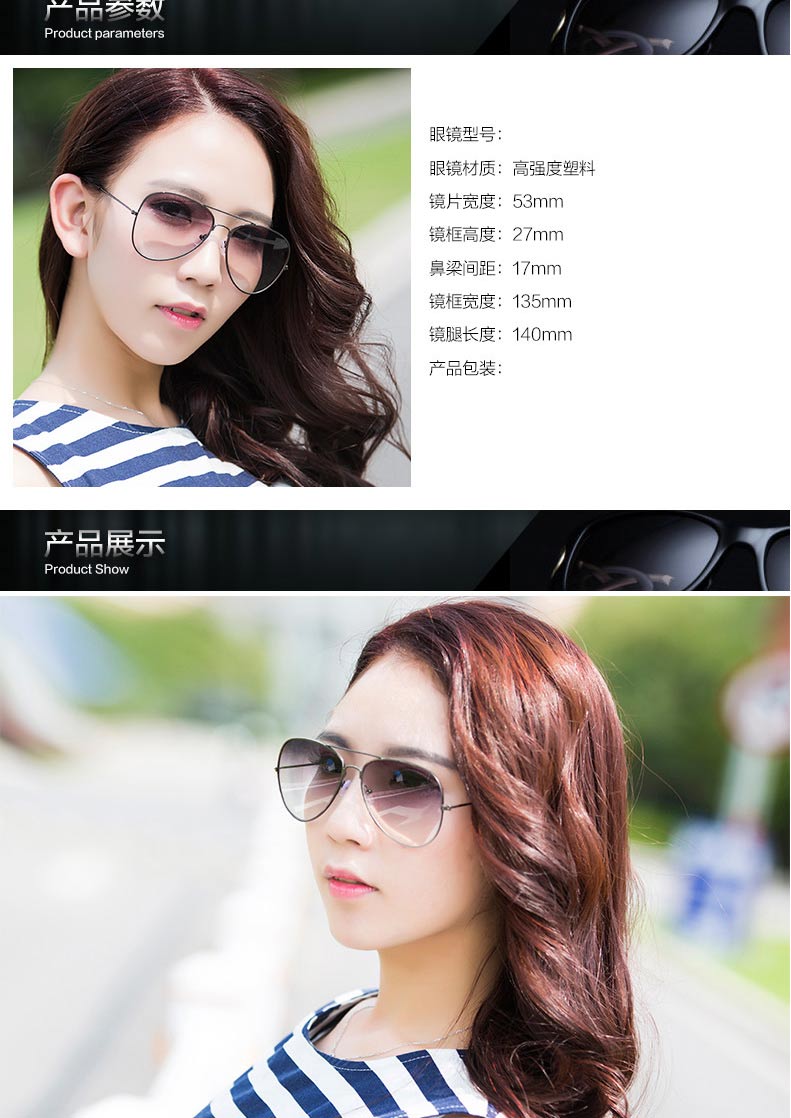 产品参数
Product parameters
眼镜型号：
眼镜材质：高强度塑料
镜片宽度：53mm
镜框高度：27mm
鼻梁间距：17mm
镜框宽度：135mm
镜腿长度：140mm
产品包装：
产品展示
Product Show